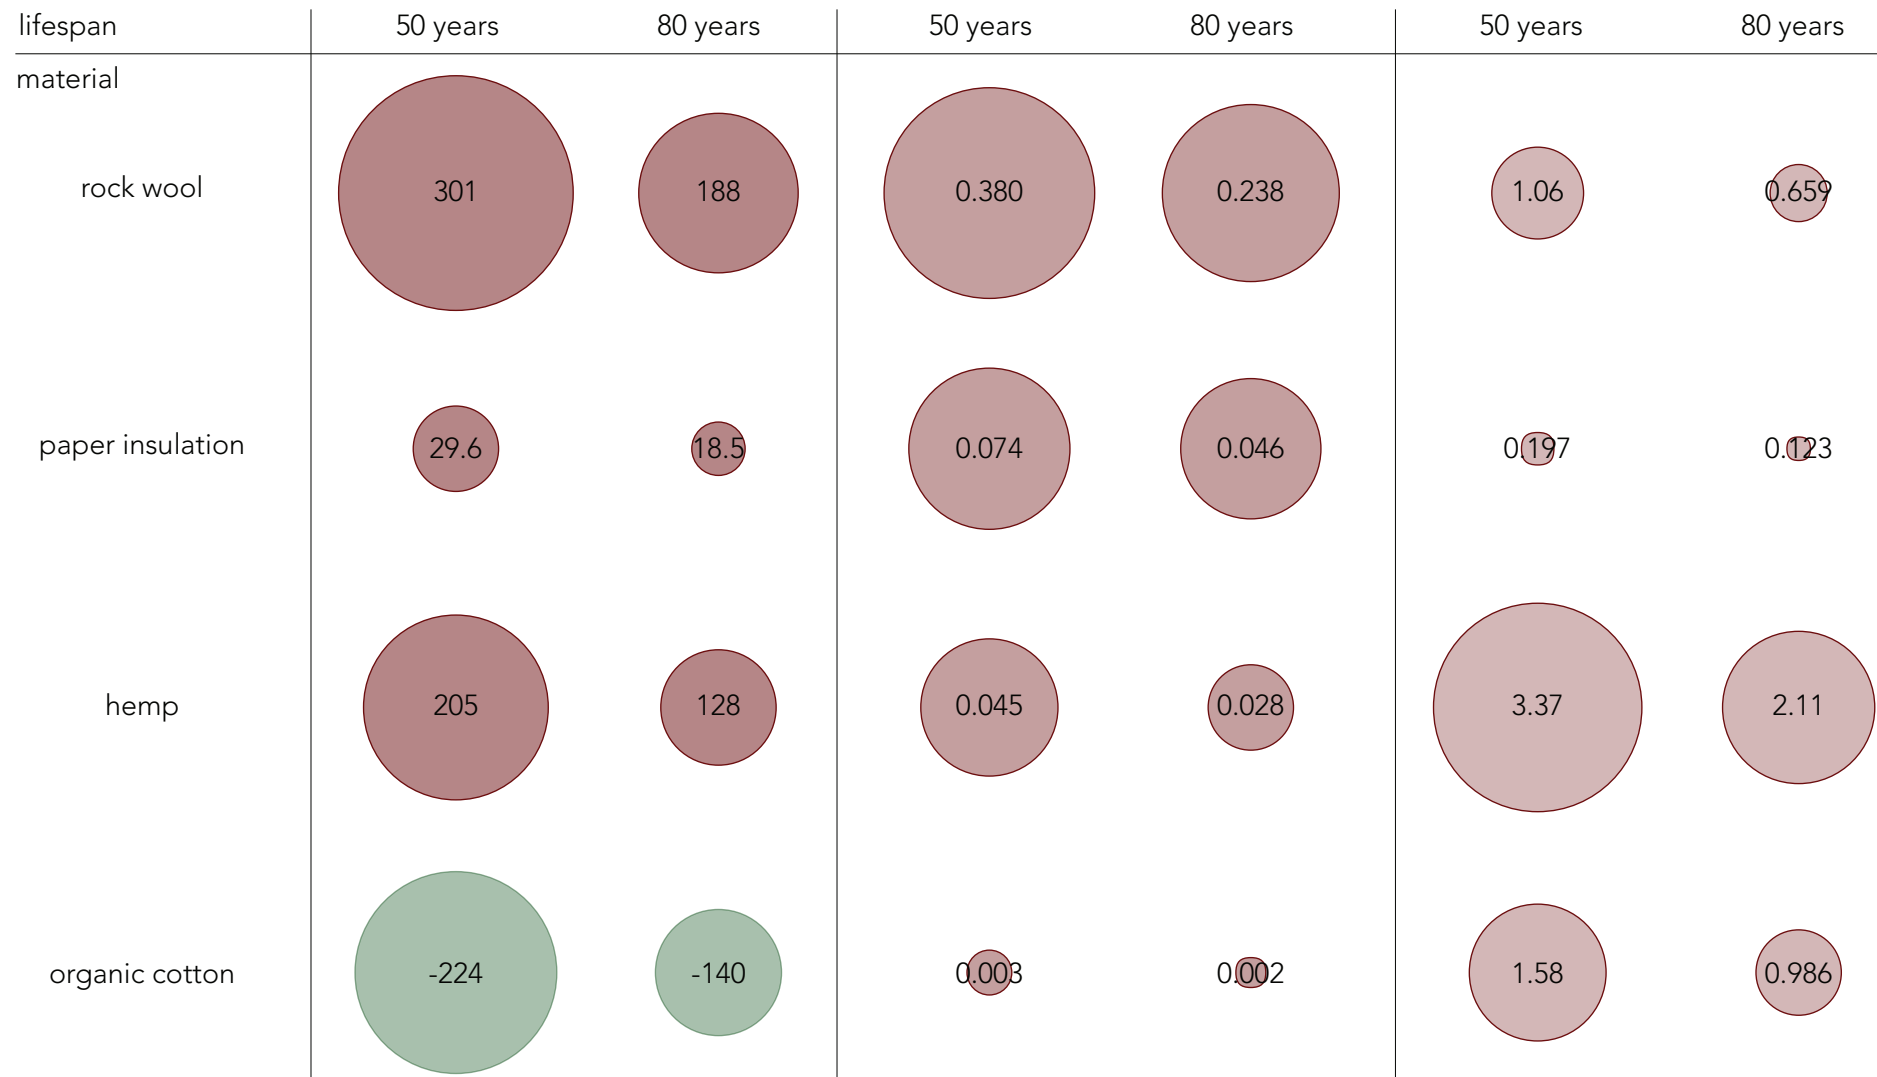 lifespan 50 years 80 years 50 years 80 years 50 years 80 years
material
rock wool 301 188 0.380 0.238 1.06 0.659
paper insulation 29.6 18.5 0.074 0.046 0.197 0.123
hemp 205 128 0.045 0.028 3.37 2.11
organic cotton -224 -140 0.003 0.002 1.58 0.986